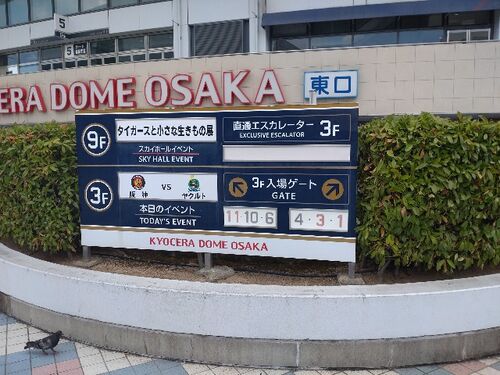 5
5
CERA DOME OSAKA
東口
9F
タイガースと小さな生きもの展
スカイホールイベント
SKY HALL EVENT
直通エスカレーター 3F
EXCLUSIVE ESCALATOR
3F
阪神 vs ヤクルト
本日のイベント
TODAY'S EVENT
3F入場ゲート
GATE
11・10・6
4・3・1
KYOCERA DOME OSAKA